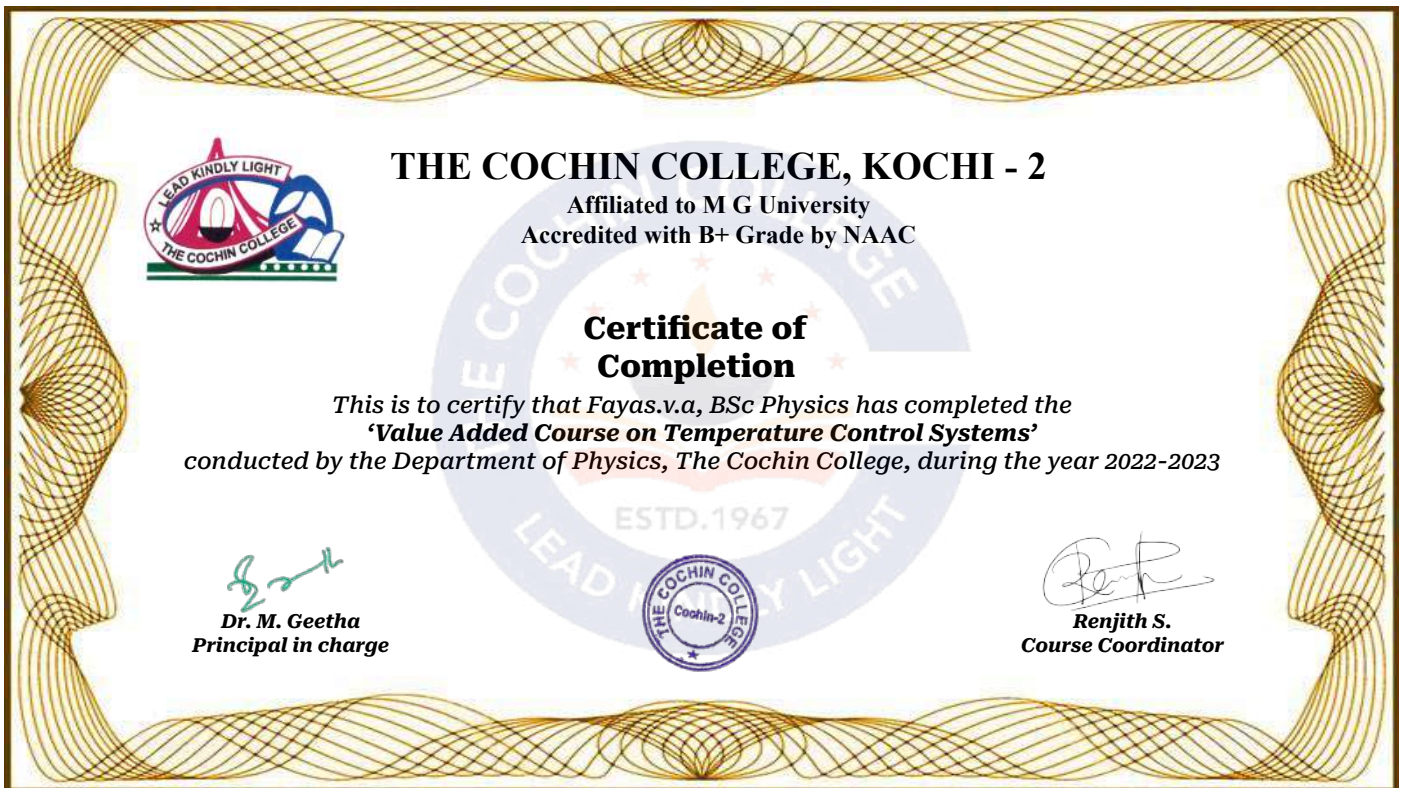 LEAD KINDLY LIGHT
THE COCHIN COLLEGE
THE COCHIN COLLEGE, KOCHI - 2
Affiliated to M G University
Accredited with B+ Grade by NAAC
THE COCHIN COLLEGE
Certificate of
Completion
This is to certify that Fayas.v.a, BSc Physics has completed the
‘Value Added Course on Temperature Control Systems’
conducted by the Department of Physics, The Cochin College, during the year 2022-2023
ESTD.1967
LEAD KINDLY LIGHT
Dr. M. Geetha
Principal in charge
THE COCHIN COLLEGE
Cochin-2
Renjith S.
Course Coordinator